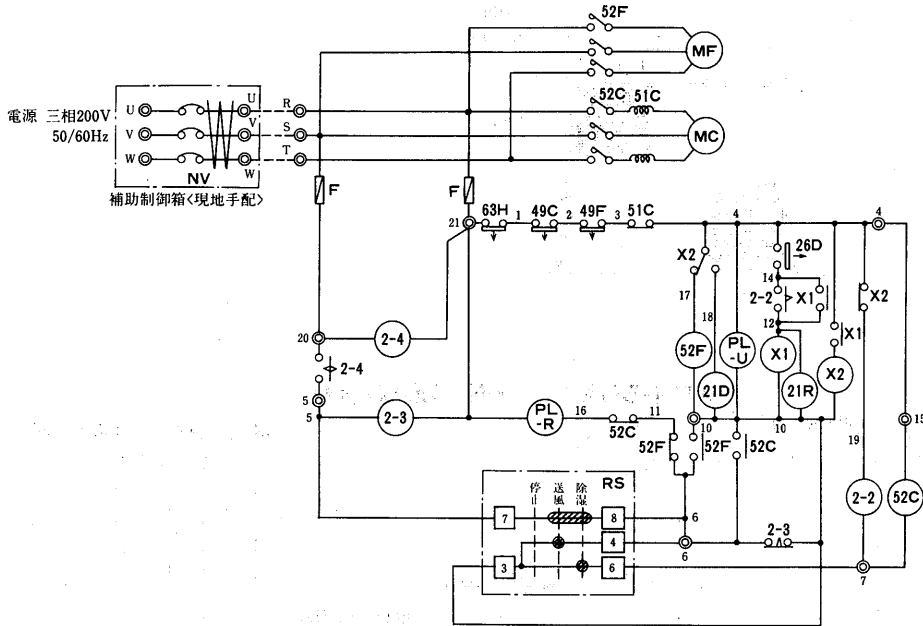 52F
MF
電源 三相200V
50/60Hz
U
V
W
U
V
W
NV
補助制御箱<現地手配>
R
S
T
52C
51C
MC
F
F
21
63H
1
49C
2
49F
3
51C
4
4
X2
17
18
26D
14
2-2
X1
12
X1
X2
20
2-4
2-4
5
5
2-3
52F
21D
PL
-U
X1
21R
X2
15
PL
-R
16
52C
11
10
10
52F
52F
52C
19
2-2
52C
RS
停止
送風
除湿
7
8
6
4
6
2-3
3
6
7